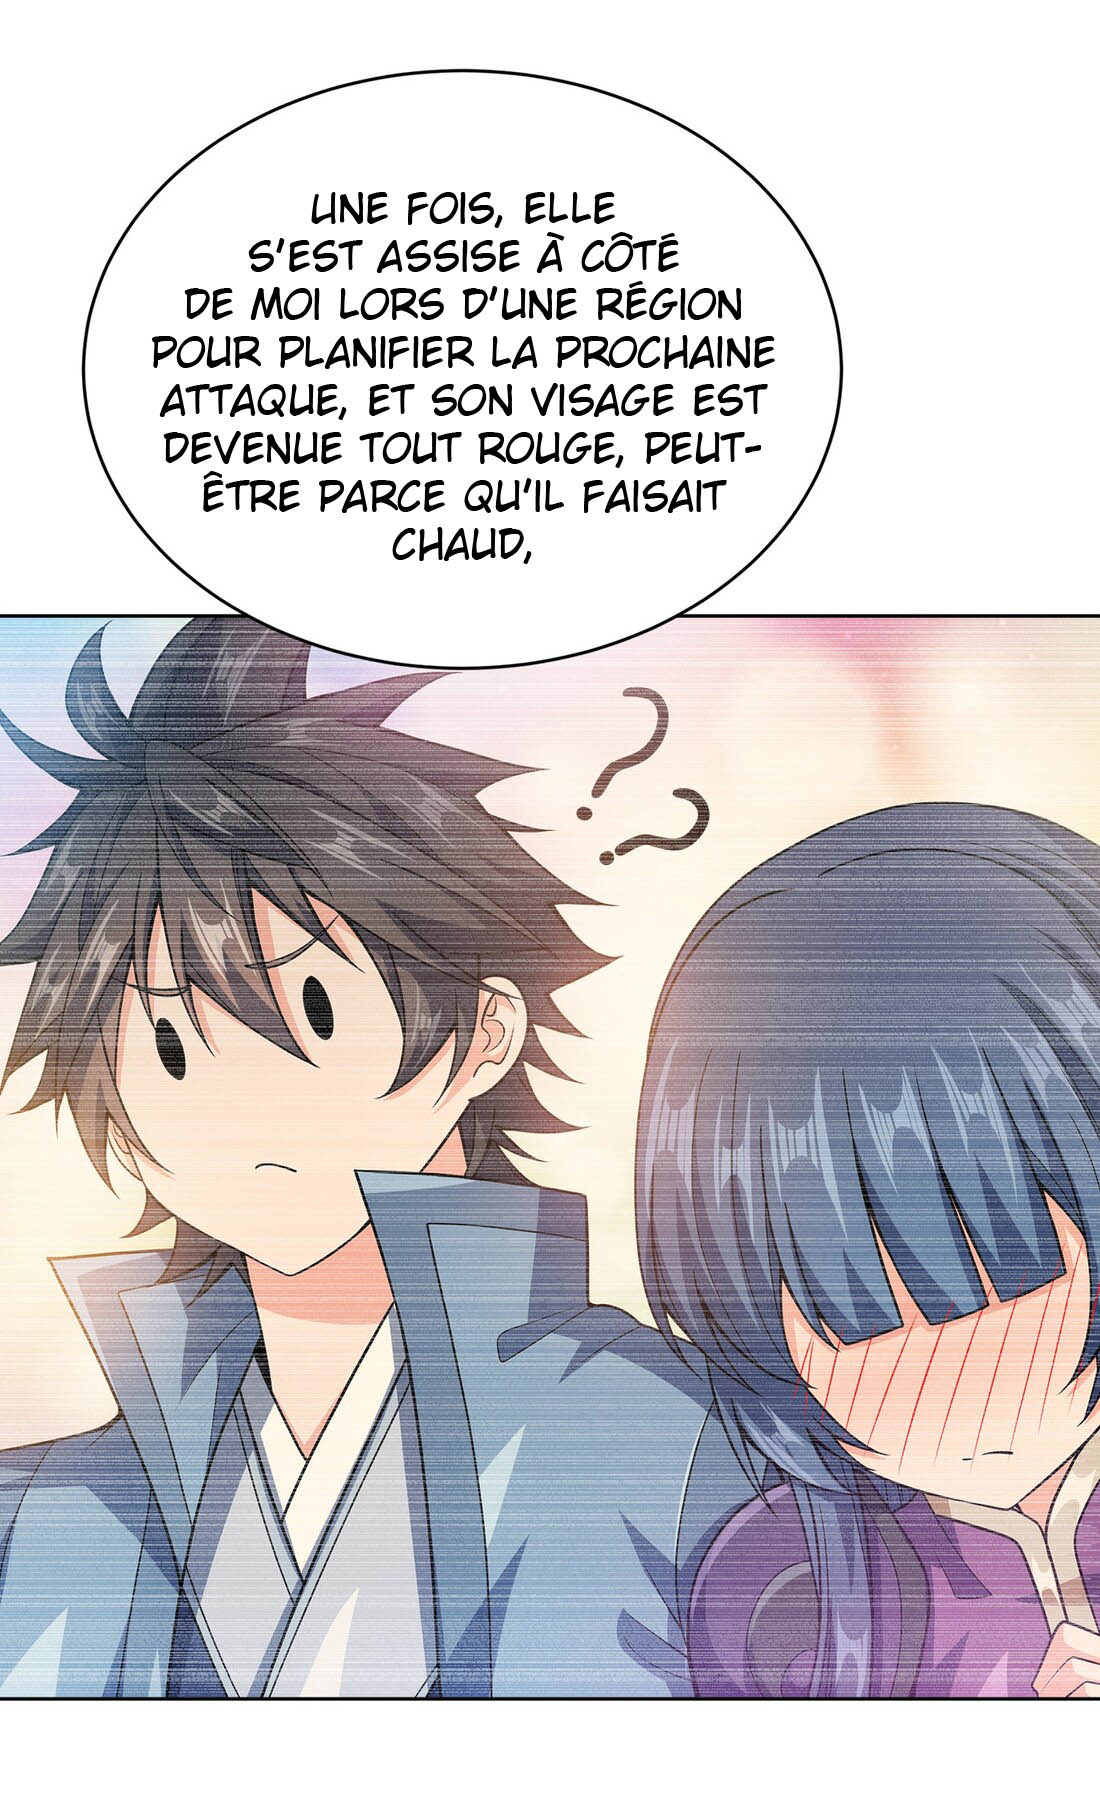 UNE FOIS, ELLE
S'EST ASSISE À CÔTÉ
DE MOI LORS D'UNE RÉGION
POUR PLANIFIER LA PROCHAINE
ATTAQUE, ET SON VISAGE EST
DEVENUE TOUT ROUGE, PEUT-
ÊTRE PARCE QU'IL FAISAIT
CHAUD,
? ?